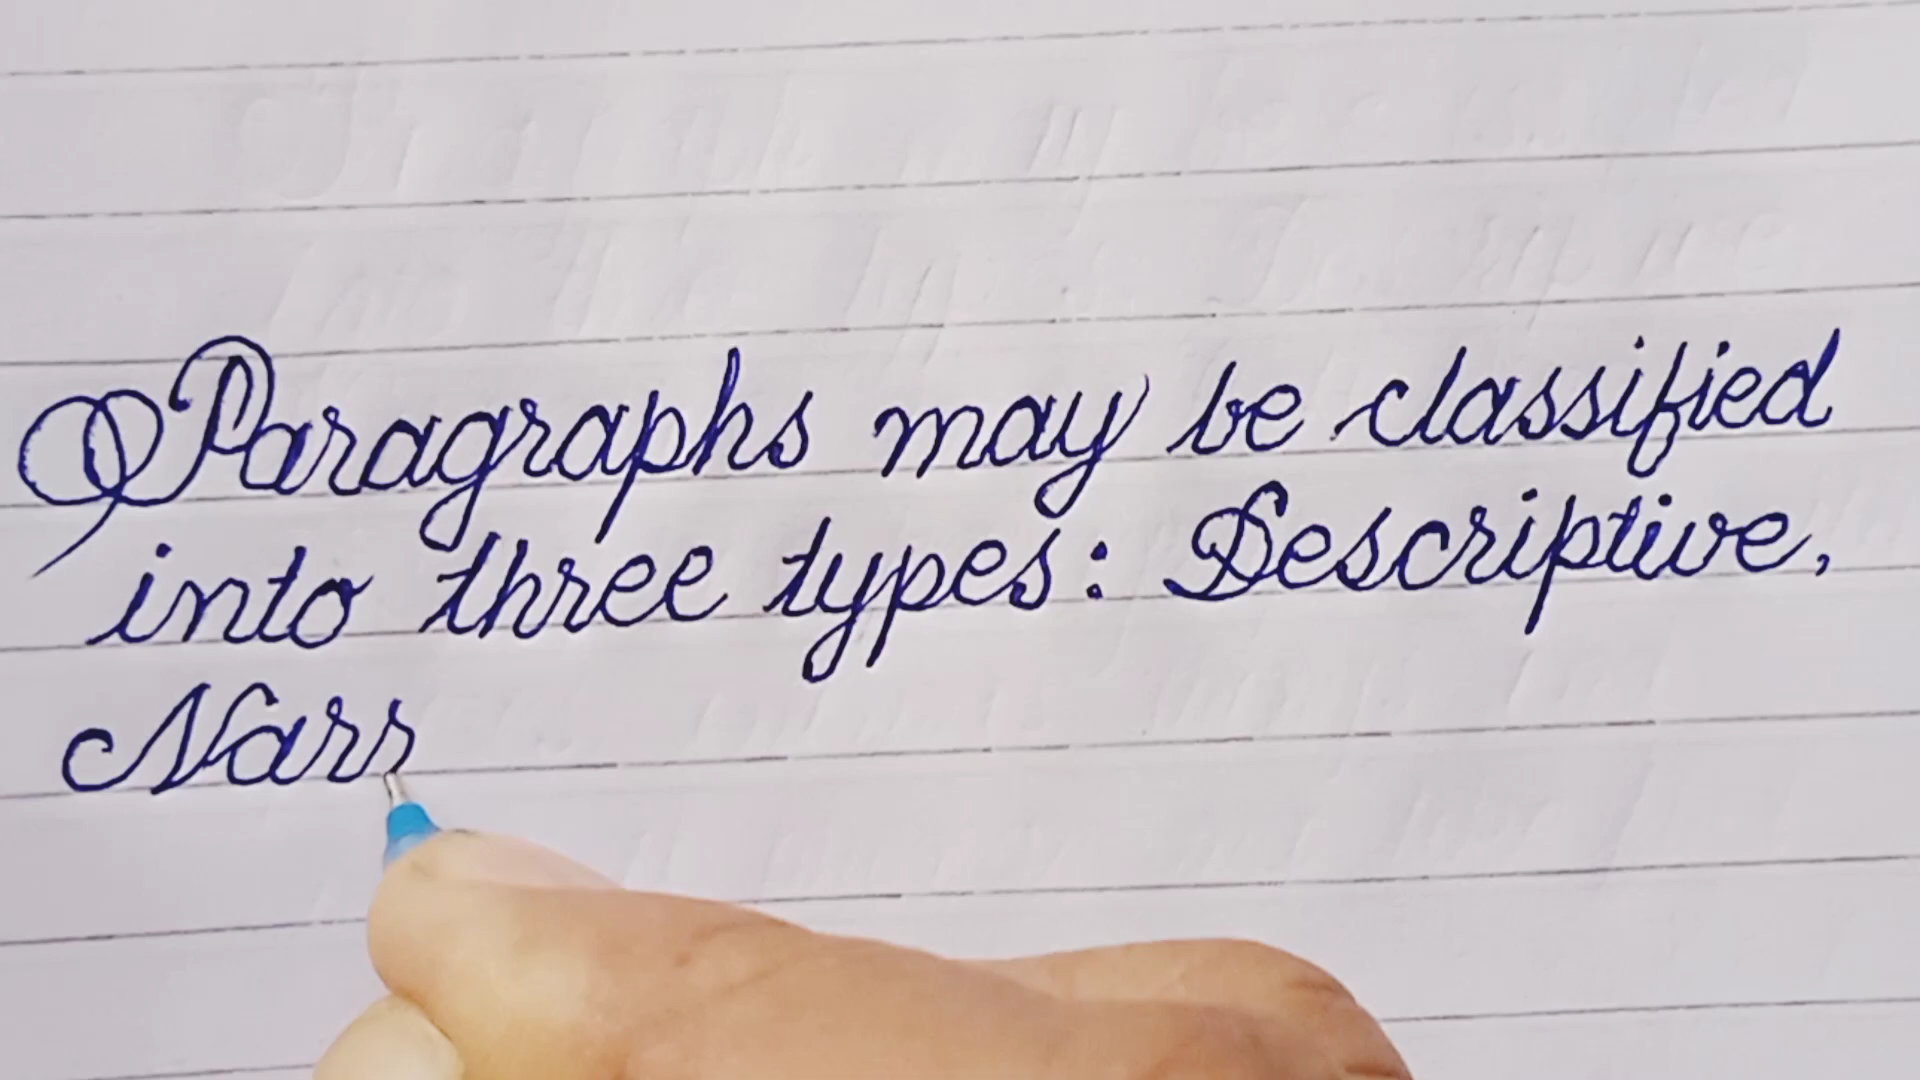 Paragraphs may be classified
into three types: Descriptive,
Narr